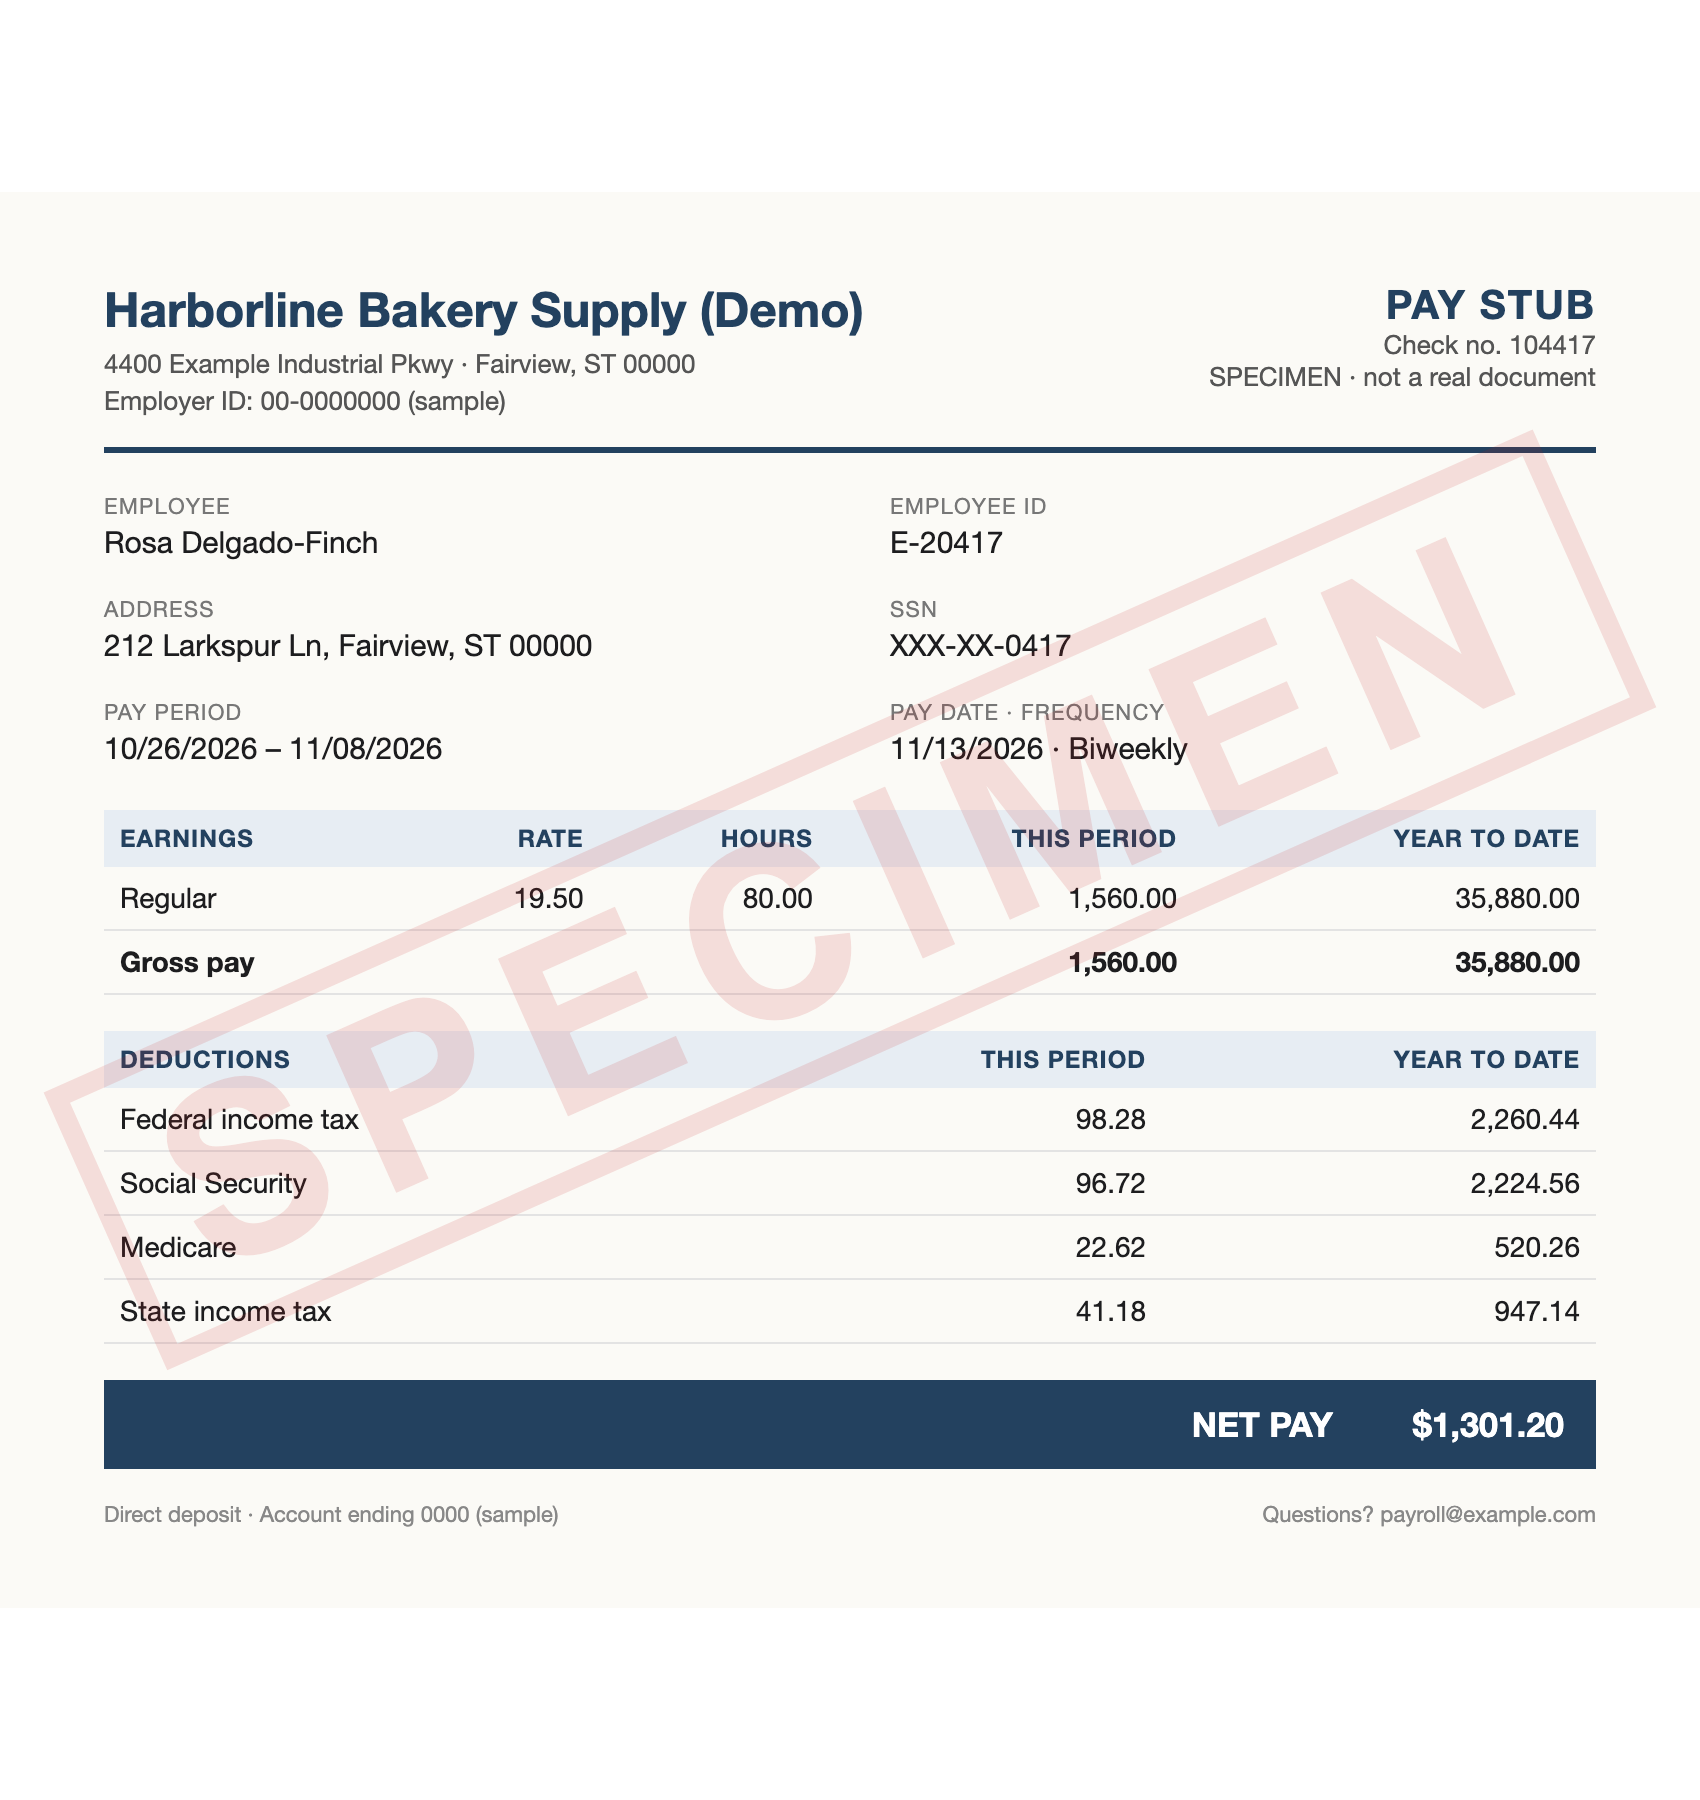 Harborline Bakery Supply (Demo)
4400 Example Industrial Pkwy · Fairview, ST 00000
Employer ID: 00-0000000 (sample)
PAY STUB
Check no. 104417
SPECIMEN · not a real document
EMPLOYEE
Rosa Delgado-Finch
EMPLOYEE ID
E-20417
ADDRESS
212 Larkspur Ln, Fairview, ST 00000
SSN
XXX-XX-0417
PAY PERIOD
10/26/2026 – 11/08/2026
PAY DATE · FREQUENCY
11/13/2026 · Biweekly
EARNINGS RATE HOURS THIS PERIOD YEAR TO DATE
Regular 19.50 80.00 1,560.00 35,880.00
Gross pay 1,560.00 35,880.00
DEDUCTIONS THIS PERIOD YEAR TO DATE
Federal income tax 98.28 2,260.44
Social Security 96.72 2,224.56
Medicare 22.62 520.26
State income tax 41.18 947.14
NET PAY $1,301.20
Direct deposit · Account ending 0000 (sample)
Questions? payroll@example.com
SPECIMEN